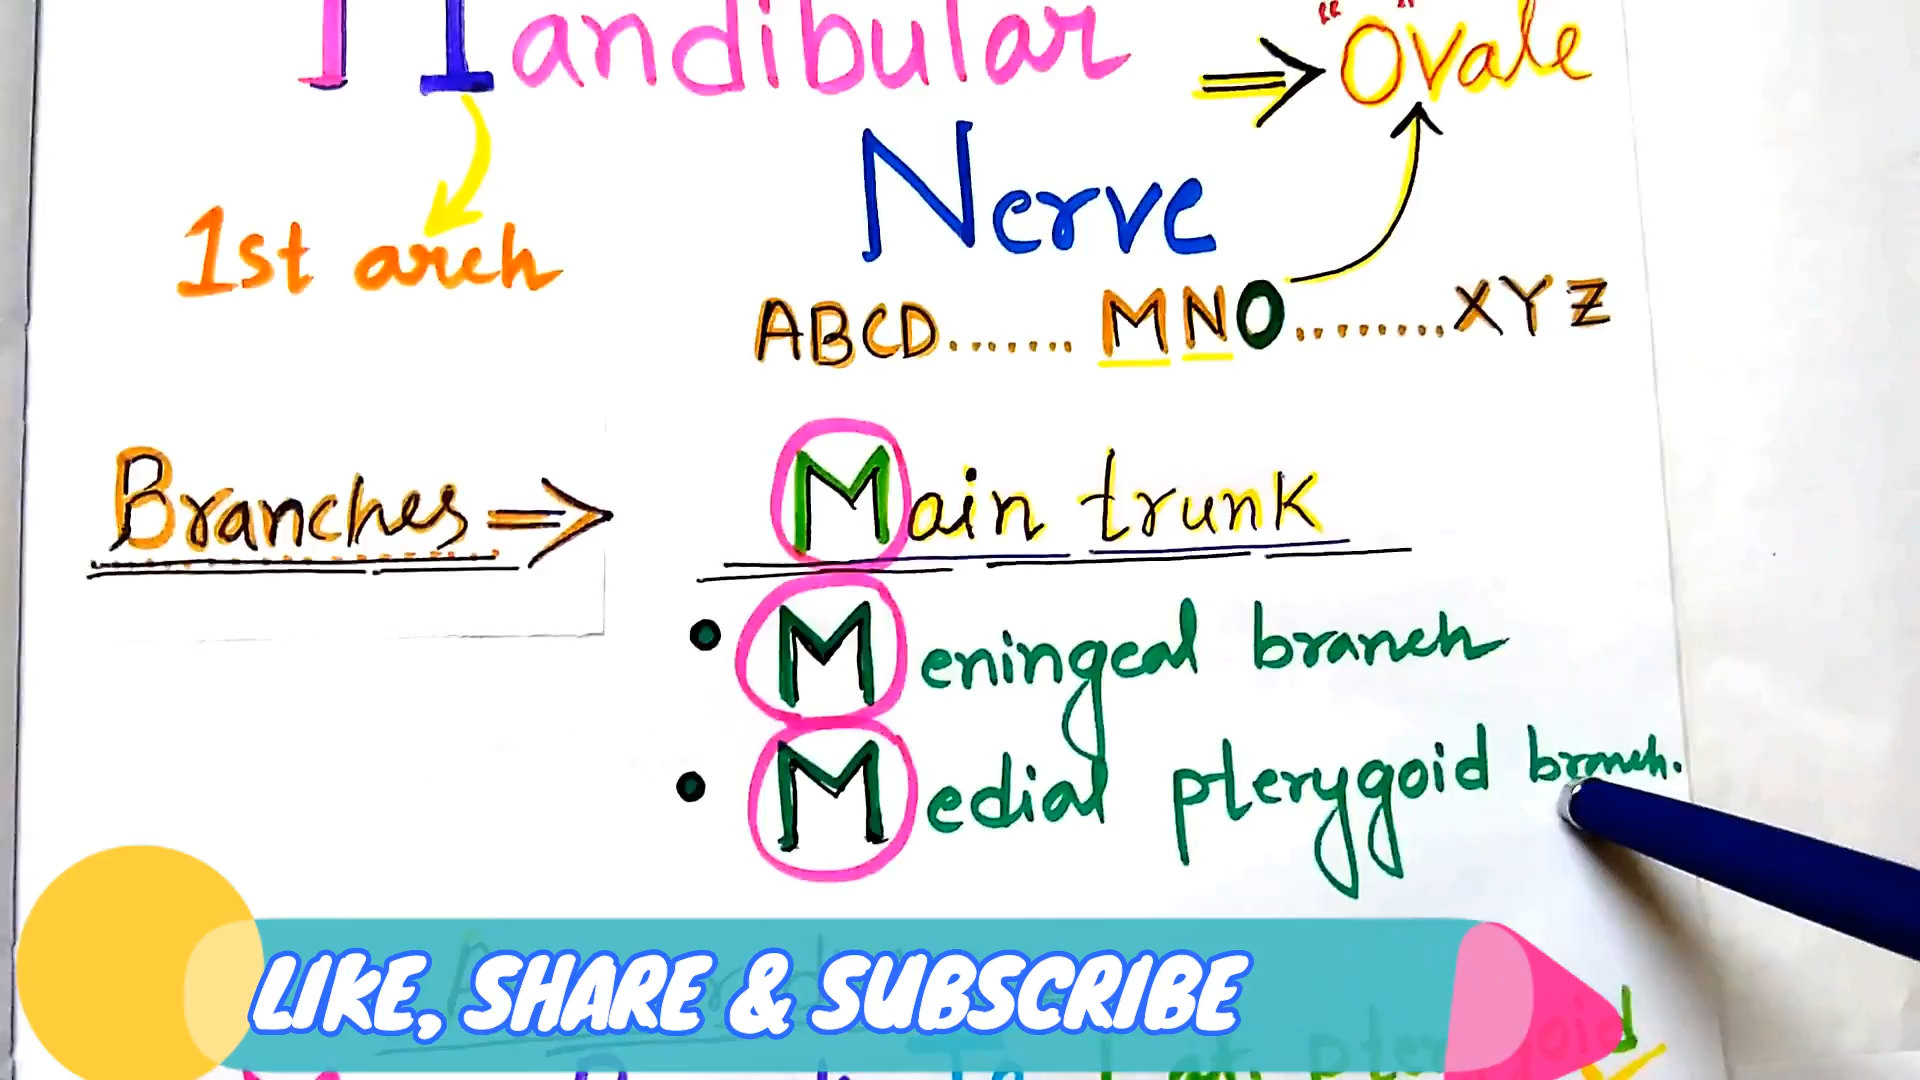 Mandibular ⇒ "Ovale"
Nerve
1st arch
ABCD....... MNO.........XYZ
Branches ⇒ Main trunk
• Meningeal branch
• Medial pterygoid branch.
LIKE, SHARE & SUBSCRIBE